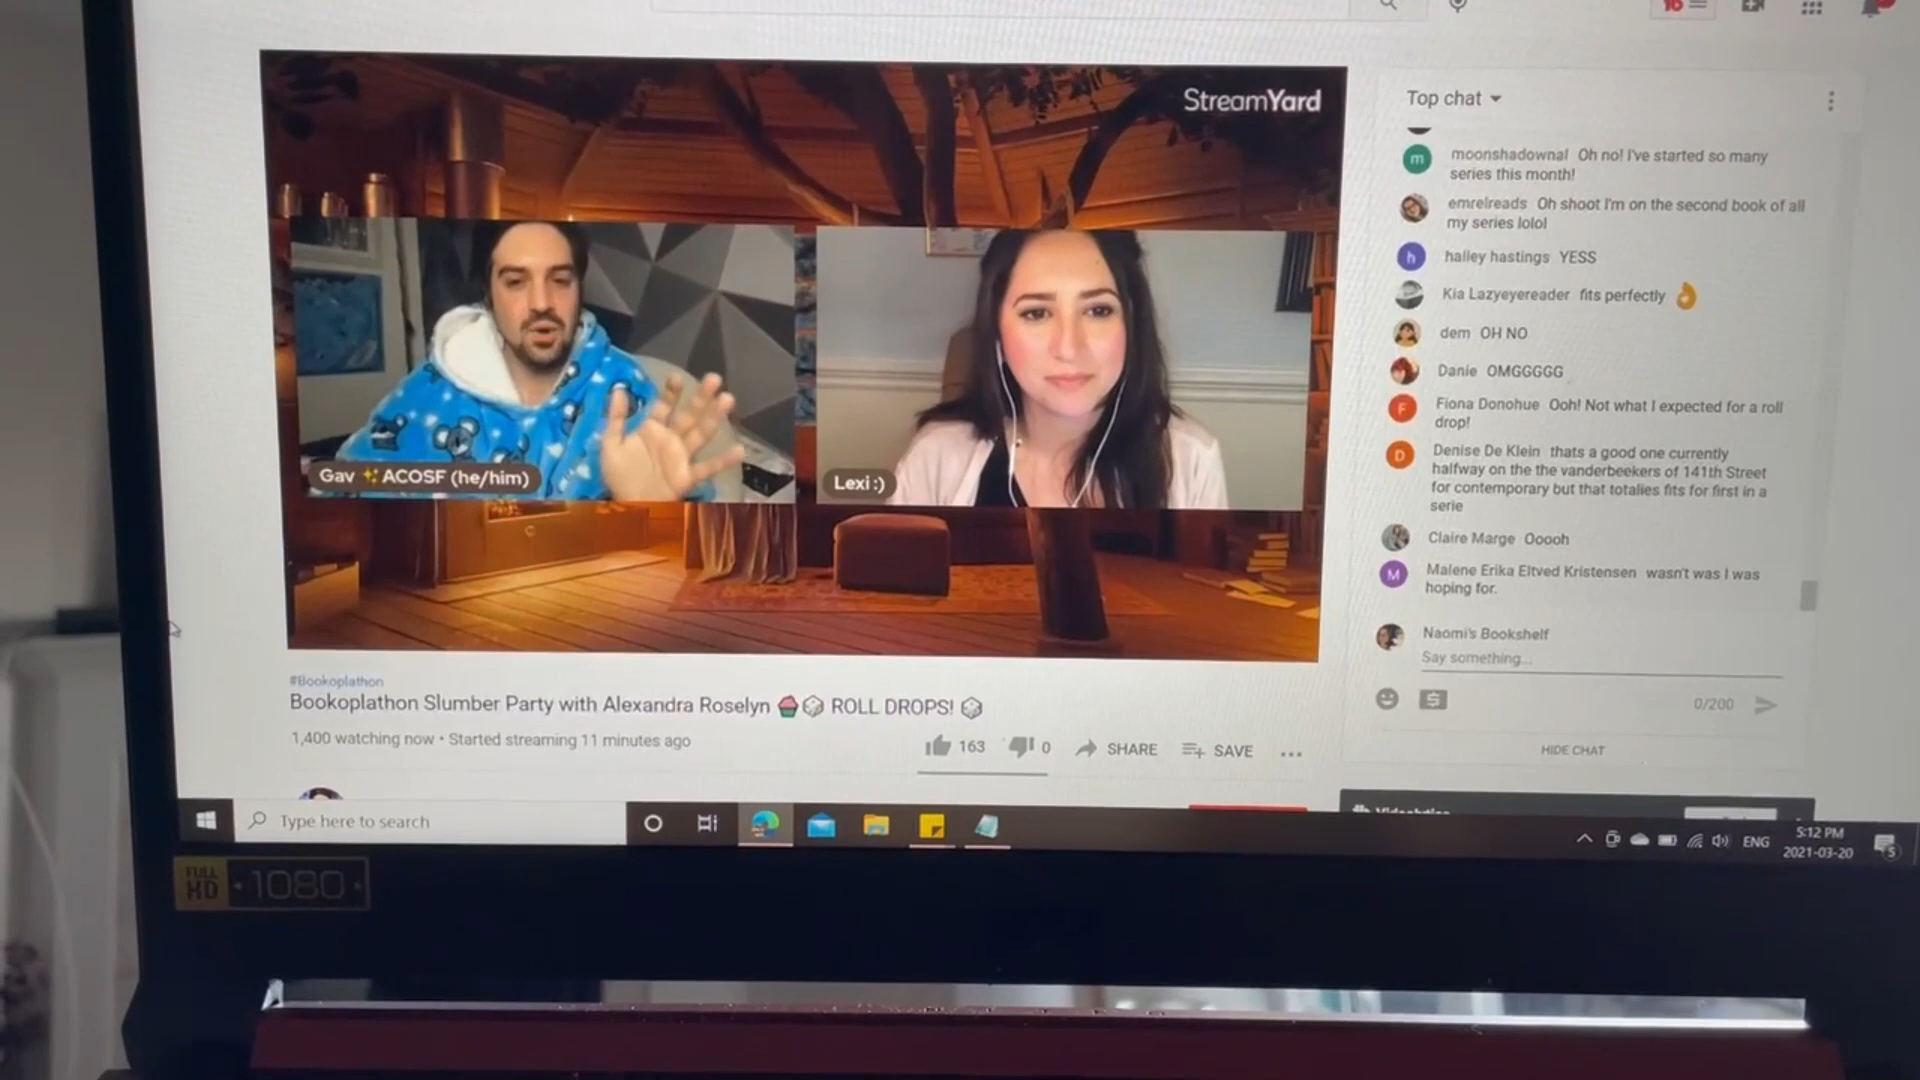 StreamYard
Gav ✨ACOSF (he/him)
Lexi :)
#Bookoplathon
Bookoplathon Slumber Party with Alexandra Roselyn 🧁🎲 ROLL DROPS! 🎲
1,400 watching now • Started streaming 11 minutes ago
163
0
SHARE
SAVE
Top chat
moonshadownal Oh no! I've started so many
series this month!
emrelreads Oh shoot I'm on the second book of all
my series lolol
hailey hastings YESS
Kia Lazyeyereader fits perfectly 👌
dem OH NO
Danie OMGGGGG
Fiona Donohue Ooh! Not what I expected for a roll
drop!
Denise De Klein thats a good one currently
halfway on the the vanderbeekers of 141th Street
for contemporary but that totalies fits for first in a
serie
Claire Marge Ooooh
Malene Erika Eltved Kristensen wasn't was I was
hoping for.
Naomi's Bookshelf
Say something...
0/200
HIDE CHAT
Type here to search
ENG
5:12 PM
2021-03-20
5
FULL
HD
1080